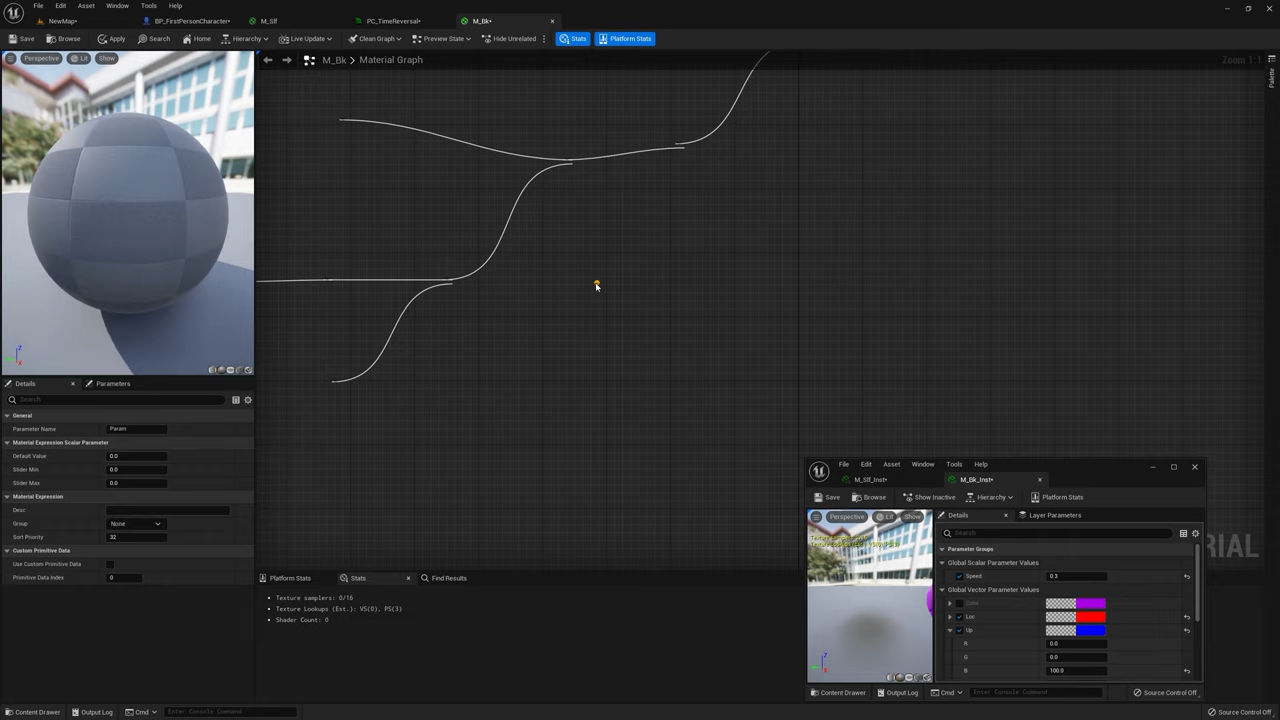 File Edit Asset Window Tools Help
NewMap• BP_FirstPersonCharacter• M_Slf PC_TimeReversal• M_Bk•
Save Browse Apply Search Home Hierarchy Live Update Clean Graph Preview State Hide Unrelated Stats Platform Stats
Perspective Lit Show
M_Bk > Material Graph
Zoom 1:1
Palette
Details Parameters
Search
General
Parameter Name Param
Material Expression Scalar Parameter
Default Value 0.0
Slider Min 0.0
Slider Max 0.0
Material Expression
Desc
Group None
Sort Priority 32
Custom Primitive Data
Use Custom Primitive Data
Primitive Data Index 0
Platform Stats Stats Find Results
Texture samplers: 0/16
Texture Lookups (Est.): VS(0), PS(3)
Shader Count: 0
File Edit Asset Window Tools Help
M_Slf_Inst• M_Bk_Inst•
Save Browse Show Inactive Hierarchy Platform Stats
Perspective Lit Show
Details Layer Parameters
Search
Parameter Groups
Global Scalar Parameter Values
Speed 0.3
Global Vector Parameter Values
Color
Loc
Up
R 0.0
G 0.0
B 100.0
Content Drawer Output Log Cmd Enter Console Command Source Control Off
Content Drawer Output Log Cmd Enter Console Command Source Control Off